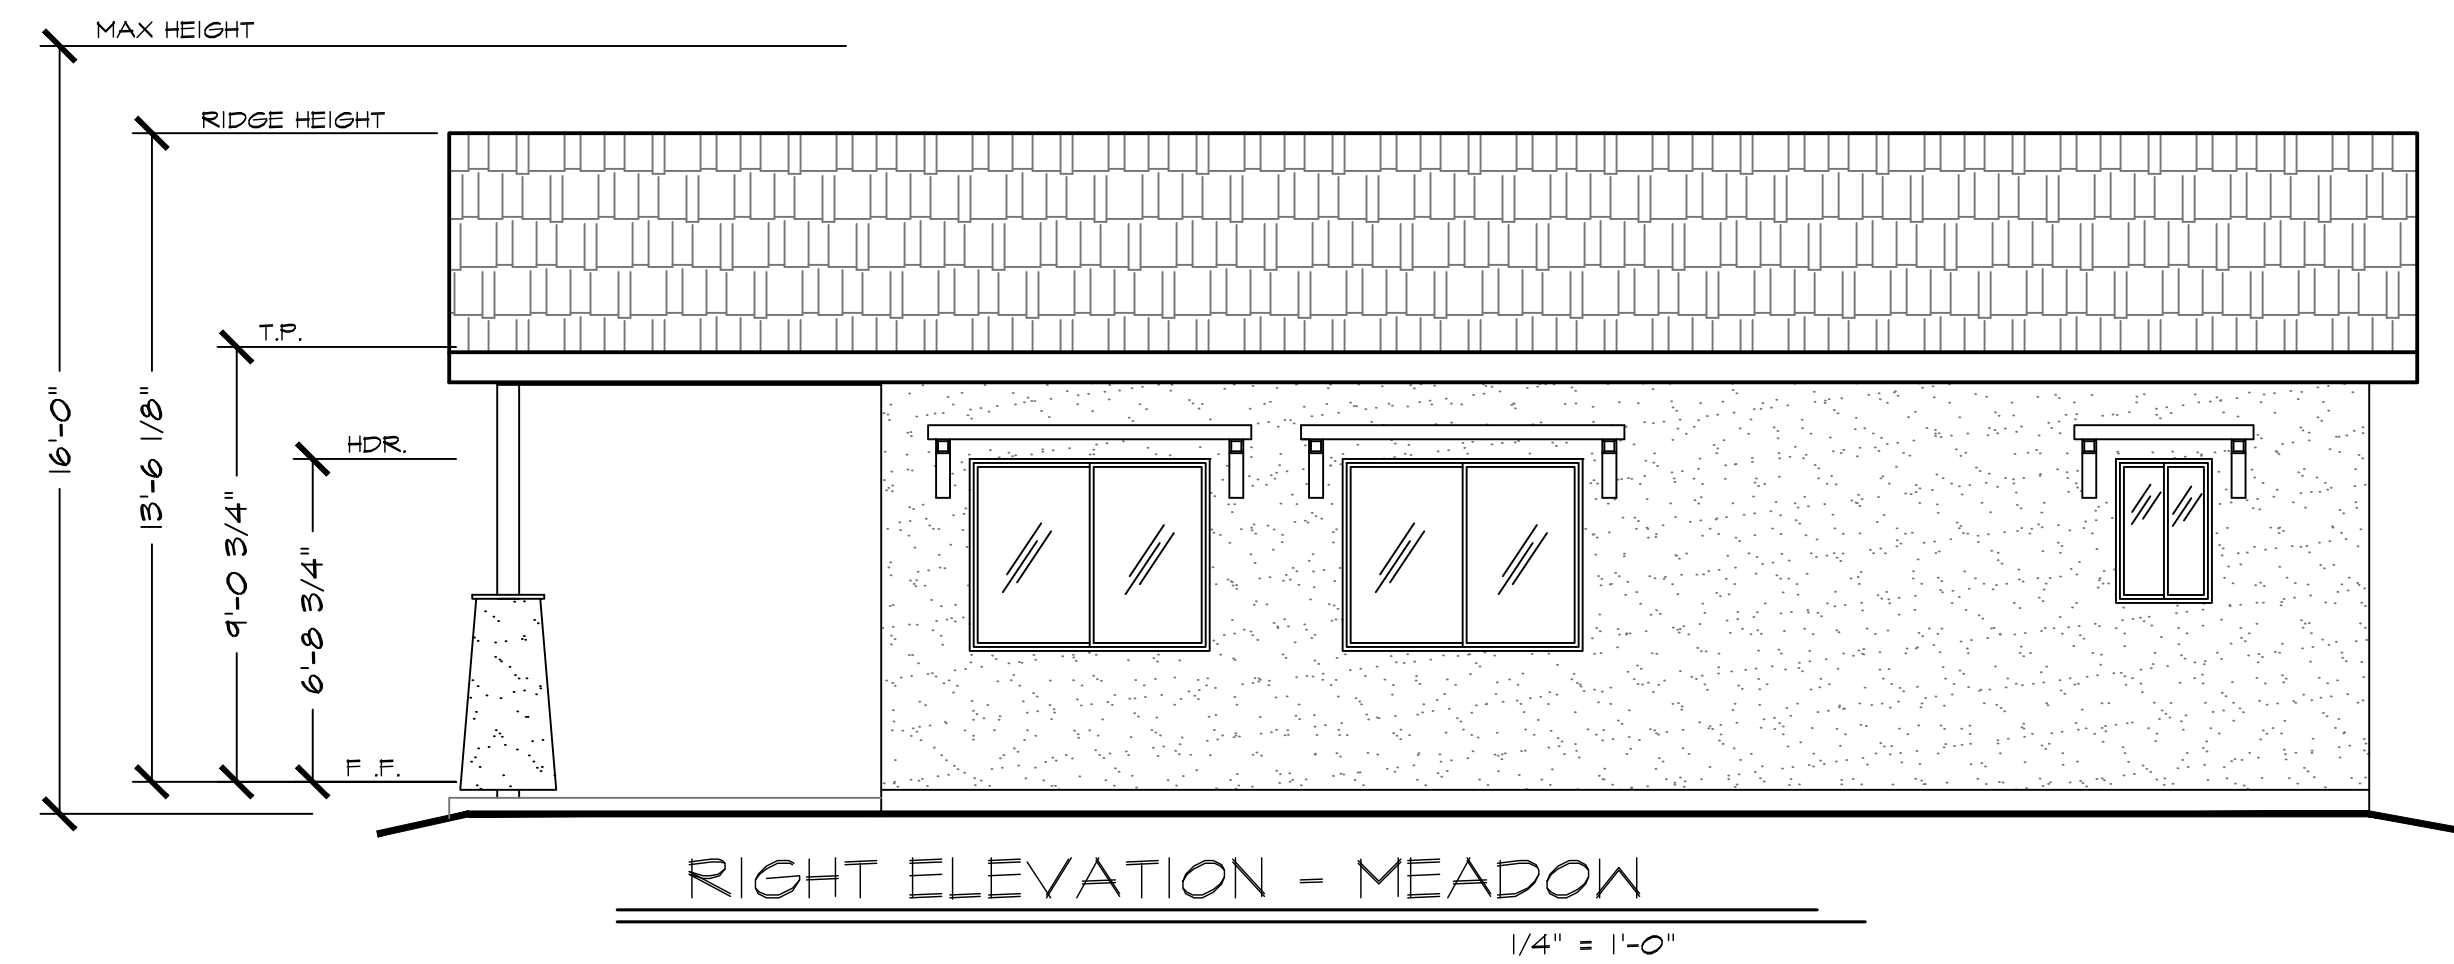 MAX HEIGHT
RIDGE HEIGHT
T.P.
HDR.
16'-0"
13'-6 1/8"
9'-0 3/4"
6'-8 3/4"
F.F.
RIGHT ELEVATION - MEADOW
1/4" = 1'-0"